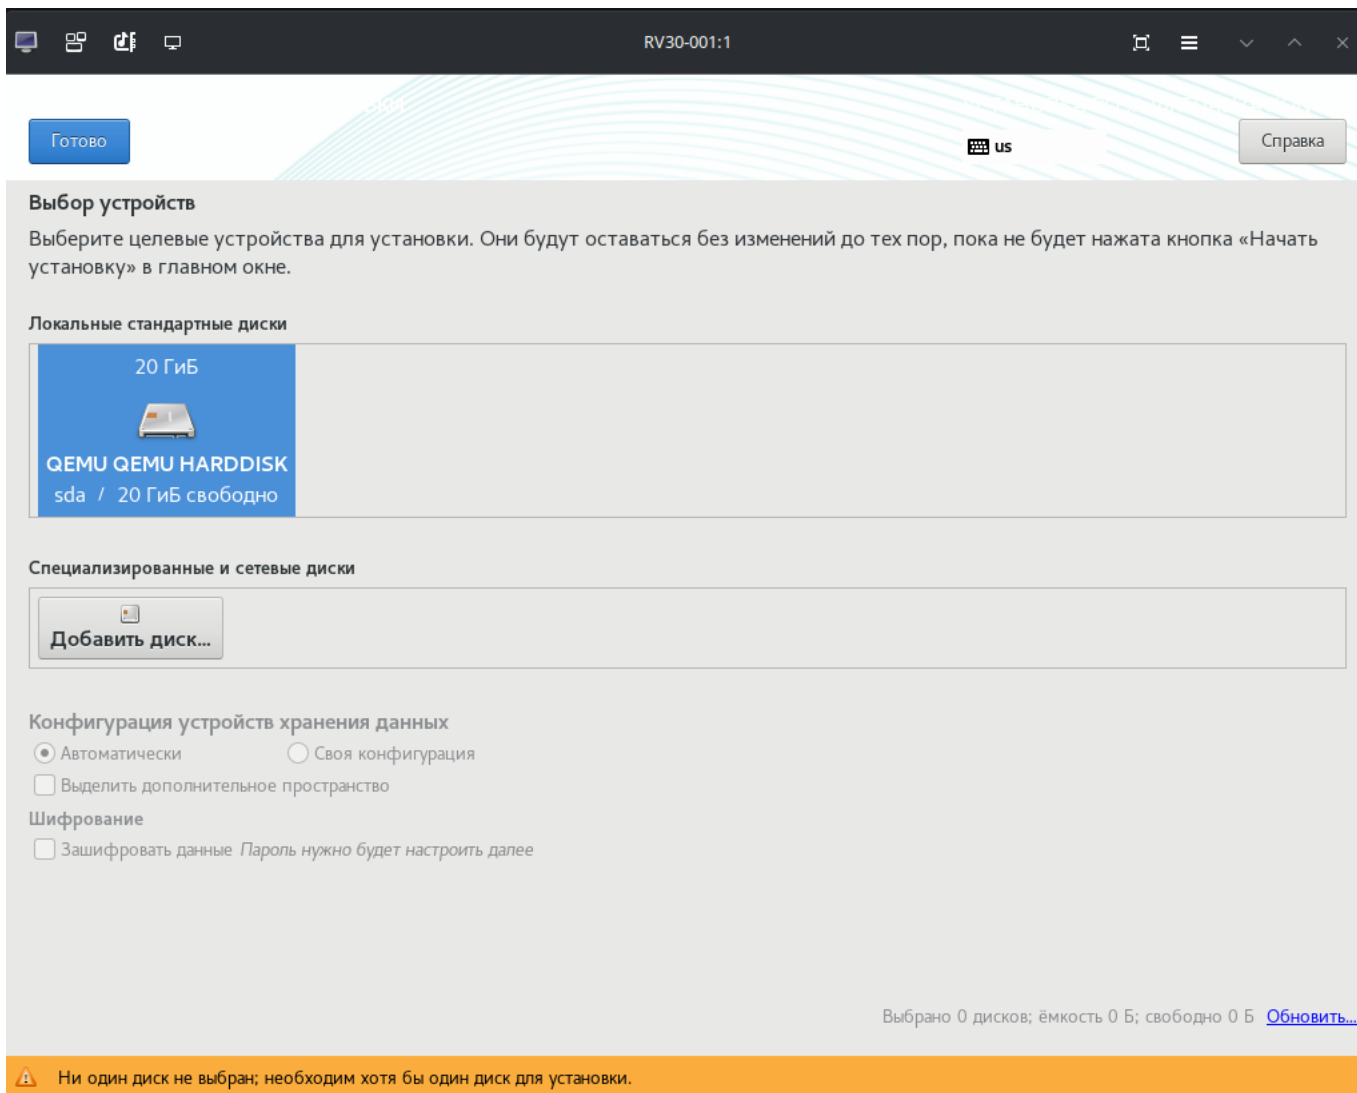 RV30-001:1
Готово
us
Справка
Выбор устройств
Выберите целевые устройства для установки. Они будут оставаться без изменений до тех пор, пока не будет нажата кнопка «Начать
установку» в главном окне.
Локальные стандартные диски
20 ГиБ
QEMU QEMU HARDDISK
sda / 20 ГиБ свободно
Специализированные и сетевые диски
Добавить диск...
Конфигурация устройств хранения данных
Автоматически Своя конфигурация
Выделить дополнительное пространство
Шифрование
Зашифровать данные Пароль нужно будет настроить далее
Выбрано 0 дисков; ёмкость 0 Б; свободно 0 Б Обновить...
Ни один диск не выбран; необходим хотя бы один диск для установки.